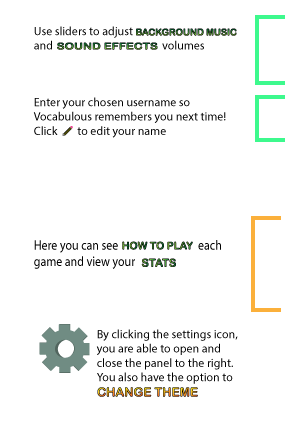 Use sliders to adjust BACKGROUND MUSIC
and SOUND EFFECTS volumes
Enter your chosen username so
Vocabulous remembers you next time!
Click to edit your name
Here you can see HOW TO PLAY each
game and view your STATS
By clicking the settings icon,
you are able to open and
close the panel to the right.
You also have the option to
CHANGE THEME